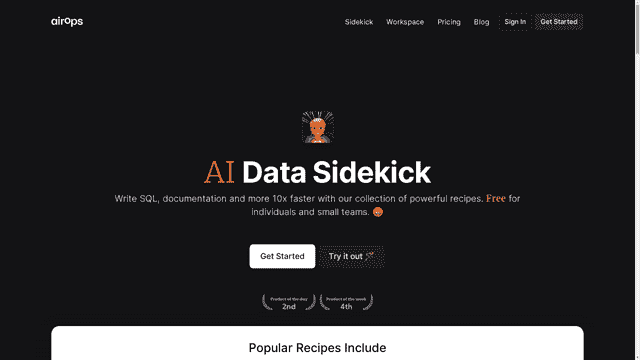 airops
Sidekick Workspace Pricing Blog Sign In Get Started
AI Data Sidekick
Write SQL, documentation and more 10x faster with our collection of powerful recipes. Free for
individuals and small teams.
Get Started Try it out
Product of the day Product of the week
2nd 4th
Popular Recipes Include